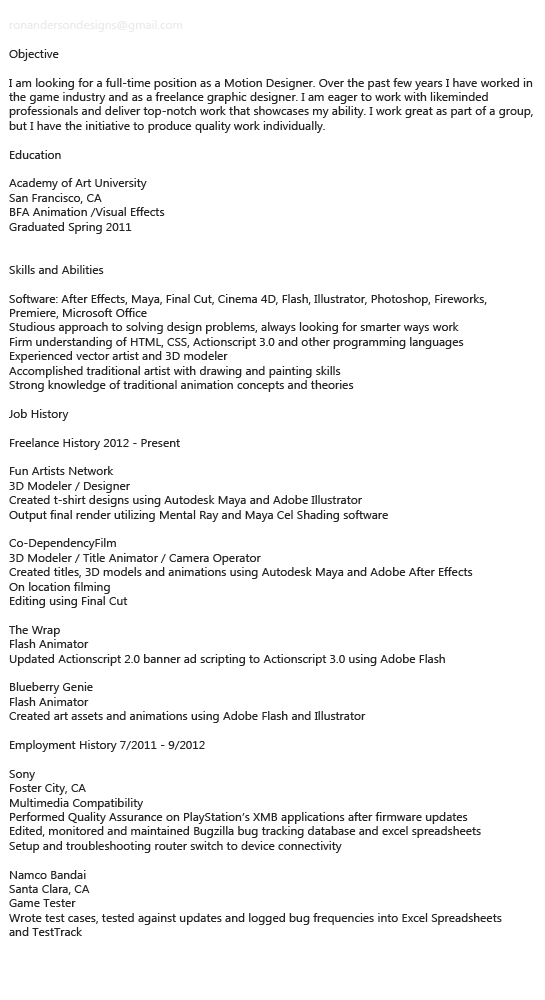 ronandersondesigns@gmail.com
Objective
I am looking for a full-time position as a Motion Designer. Over the past few years I have worked in
the game industry and as a freelance graphic designer. I am eager to work with likeminded
professionals and deliver top-notch work that showcases my ability. I work great as part of a group,
but I have the initiative to produce quality work individually.
Education
Academy of Art University
San Francisco, CA
BFA Animation /Visual Effects
Graduated Spring 2011
Skills and Abilities
Software: After Effects, Maya, Final Cut, Cinema 4D, Flash, Illustrator, Photoshop, Fireworks,
Premiere, Microsoft Office
Studious approach to solving design problems, always looking for smarter ways work
Firm understanding of HTML, CSS, Actionscript 3.0 and other programming languages
Experienced vector artist and 3D modeler
Accomplished traditional artist with drawing and painting skills
Strong knowledge of traditional animation concepts and theories
Job History
Freelance History 2012 - Present
Fun Artists Network
3D Modeler / Designer
Created t-shirt designs using Autodesk Maya and Adobe Illustrator
Output final render utilizing Mental Ray and Maya Cel Shading software
Co-DependencyFilm
3D Modeler / Title Animator / Camera Operator
Created titles, 3D models and animations using Autodesk Maya and Adobe After Effects
On location filming
Editing using Final Cut
The Wrap
Flash Animator
Updated Actionscript 2.0 banner ad scripting to Actionscript 3.0 using Adobe Flash
Blueberry Genie
Flash Animator
Created art assets and animations using Adobe Flash and Illustrator
Employment History 7/2011 - 9/2012
Sony
Foster City, CA
Multimedia Compatibility
Performed Quality Assurance on PlayStation's XMB applications after firmware updates
Edited, monitored and maintained Bugzilla bug tracking database and excel spreadsheets
Setup and troubleshooting router switch to device connectivity
Namco Bandai
Santa Clara, CA
Game Tester
Wrote test cases, tested against updates and logged bug frequencies into Excel Spreadsheets
and TestTrack